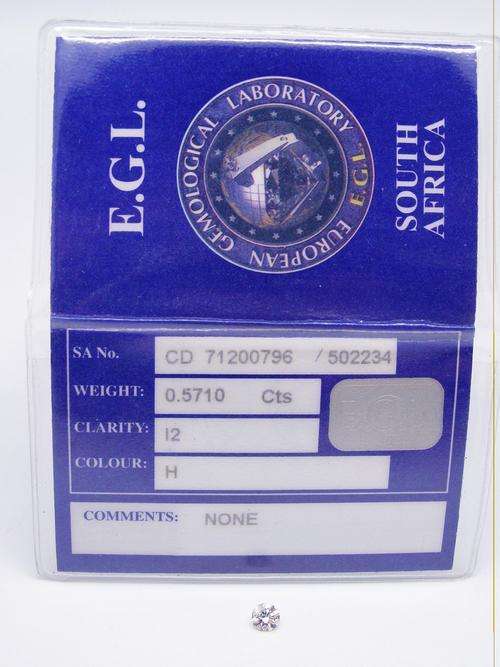 E.G.L.
EUROPEAN GEMOLOGICAL LABORATORY
E.G.L.
SOUTH
AFRICA
SA No. CD 71200796 / 502234
WEIGHT: 0.5710 Cts
CLARITY: I2
COLOUR: H
COMMENTS: NONE